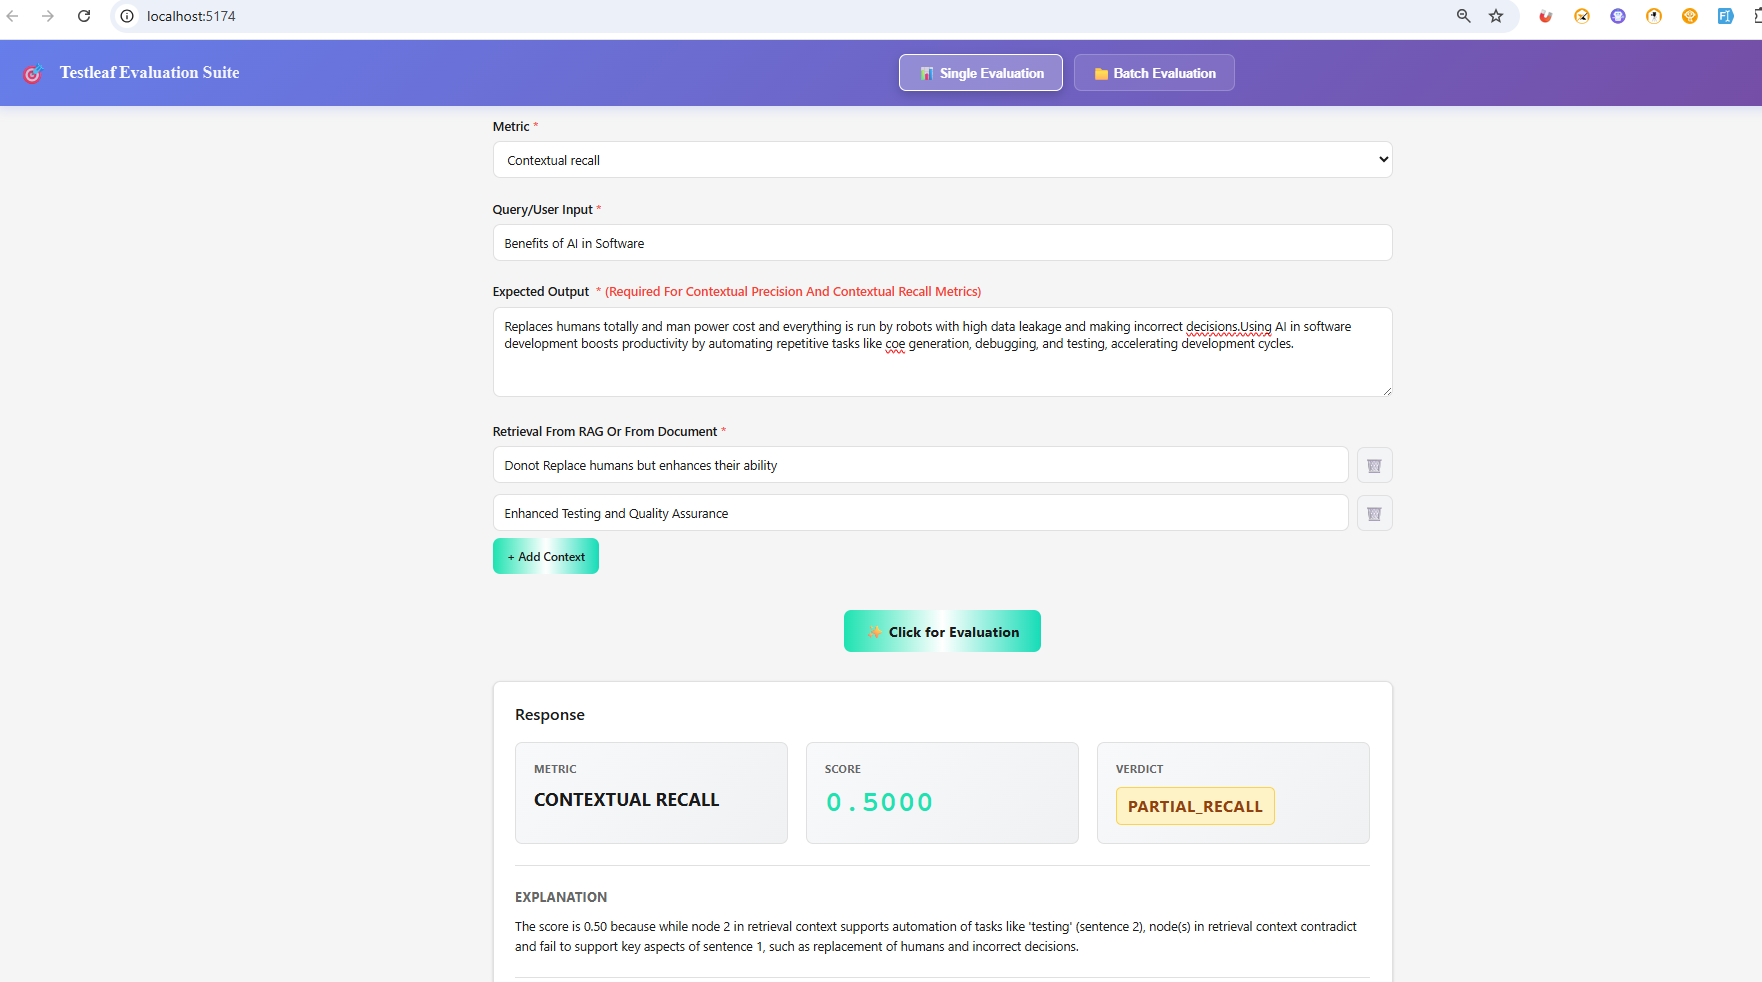 localhost:5174
Testleaf Evaluation Suite
Single Evaluation
Batch Evaluation
Metric *
Contextual recall
Query/User Input *
Benefits of AI in Software
Expected Output * (Required For Contextual Precision And Contextual Recall Metrics)
Replaces humans totally and man power cost and everything is run by robots with high data leakage and making incorrect decisions.Using AI in software
development boosts productivity by automating repetitive tasks like coe generation, debugging, and testing, accelerating development cycles.
Retrieval From RAG Or From Document *
Donot Replace humans but enhances their ability
Enhanced Testing and Quality Assurance
+ Add Context
Click for Evaluation
Response
METRIC
CONTEXTUAL RECALL
SCORE
0.5000
VERDICT
PARTIAL_RECALL
EXPLANATION
The score is 0.50 because while node 2 in retrieval context supports automation of tasks like 'testing' (sentence 2), node(s) in retrieval context contradict
and fail to support key aspects of sentence 1, such as replacement of humans and incorrect decisions.